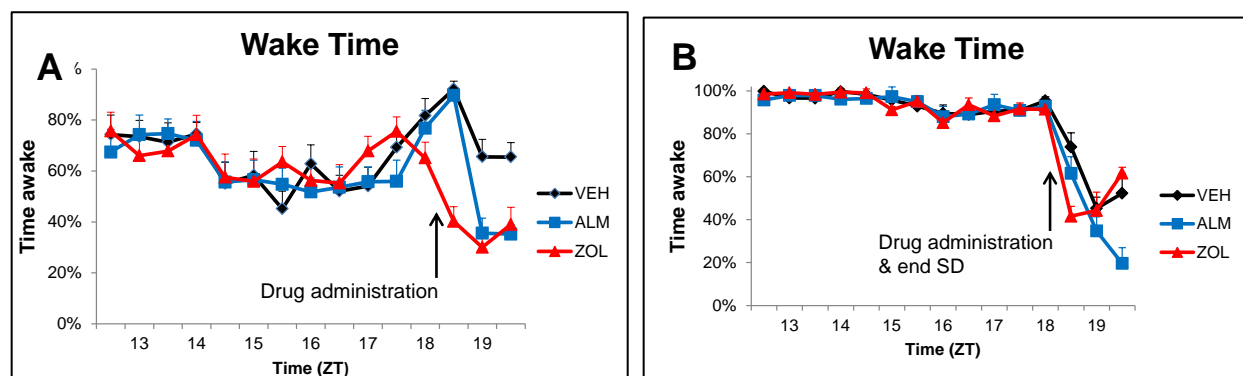 Wake Time
A
%
80%
60%
40%
20%
0%
Time awake
13 14 15 16 17 18 19
Time (ZT)
Drug administration
VEH
ALM
ZOL
Wake Time
B
100%
80%
60%
40%
20%
0%
Time awake
13 14 15 16 17 18 19
Time (ZT)
Drug administration
& end SD
VEH
ALM
ZOL